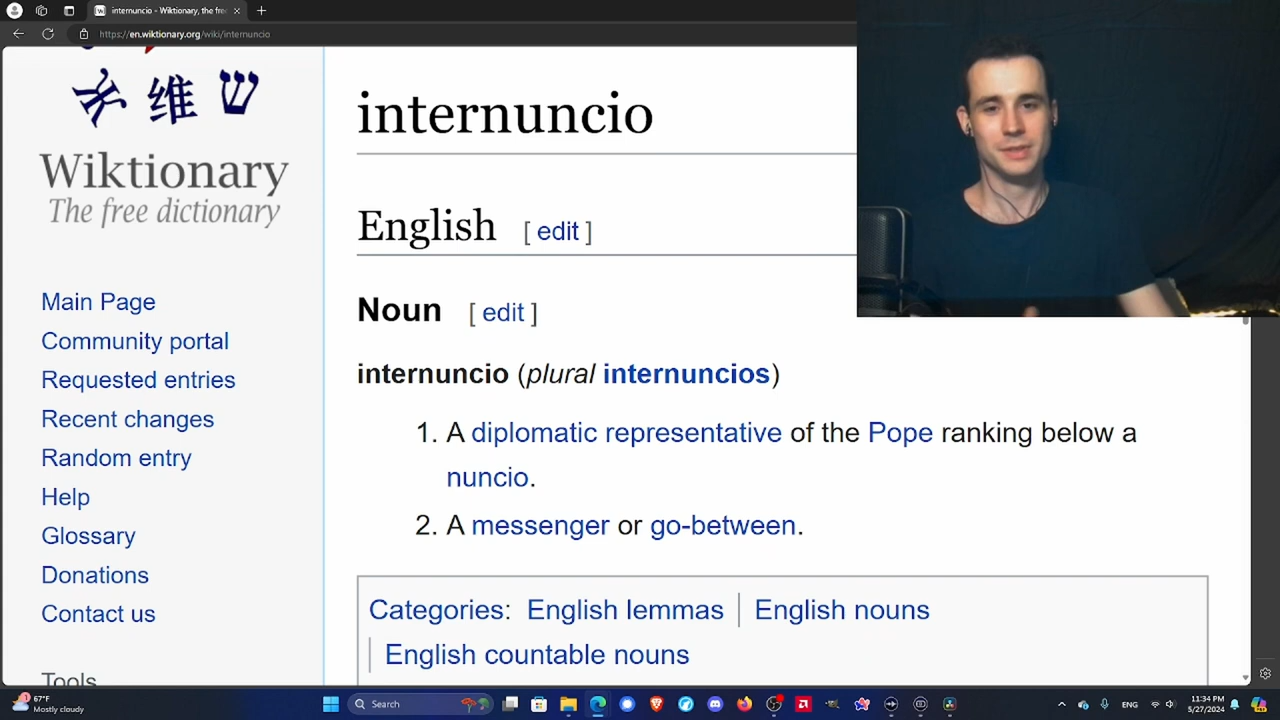 internuncio - Wiktionary, the fre
https://en.wiktionary.org/wiki/internuncio
维 ש
Wiktionary
The free dictionary
Main Page
Community portal
Requested entries
Recent changes
Random entry
Help
Glossary
Donations
Contact us
Tools
internuncio
English [ edit ]
Noun [ edit ]
internuncio (plural internuncios)
1. A diplomatic representative of the Pope ranking below a
nuncio.
2. A messenger or go-between.
Categories: English lemmas | English nouns
| English countable nouns
67°F
Mostly cloudy
Search
ENG
11:34 PM
5/27/2024